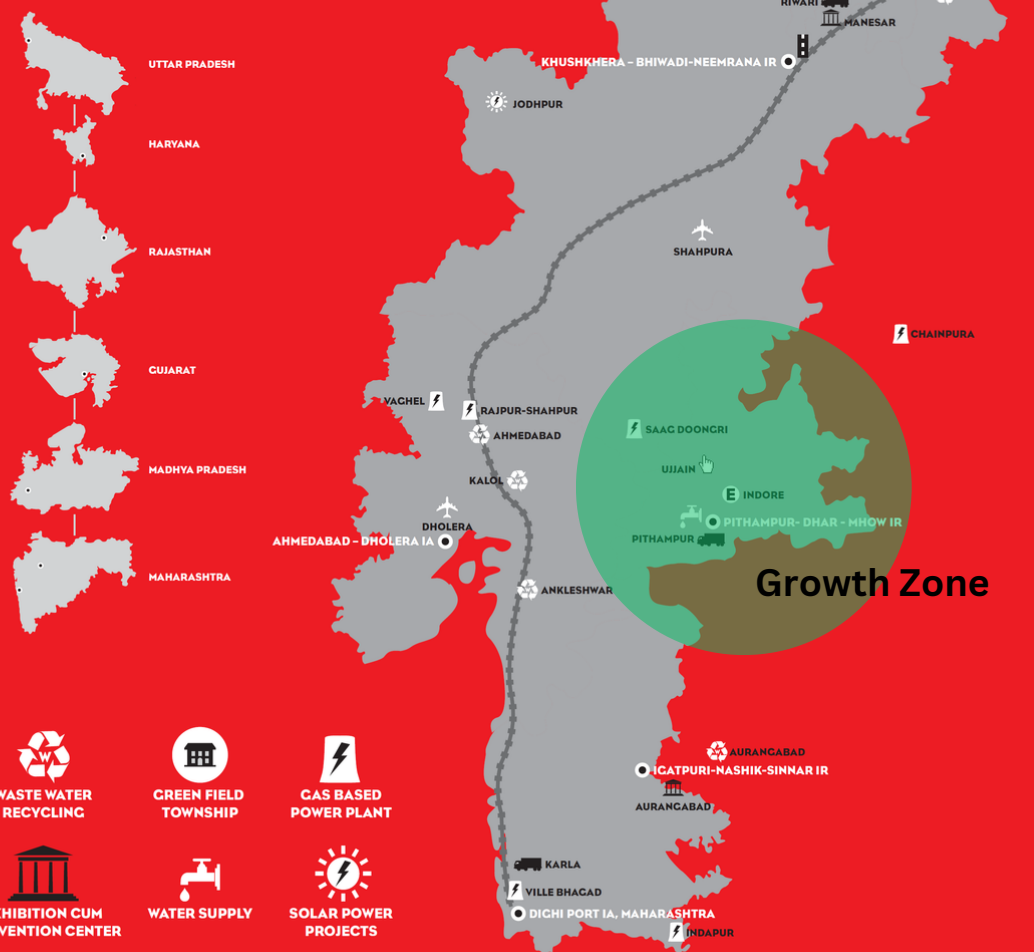 RIWARI
MANESAR
KHUSHKHERA – BHIWADI-NEEMRANA IR
UTTAR PRADESH
JODHPUR
HARYANA
RAJASTHAN
SHAHPURA
CHAINPURA
GUJARAT
VAGHEL
RAJPUR-SHAHPUR
SAAG DOONGRI
AHMEDABAD
MADHYA PRADESH
UJJAIN
KALOL
E INDORE
DHOLERA
PITHAMPUR- DHAR - MHOW IR
AHMEDABAD – DHOLERA IA
PITHAMPUR
MAHARASHTRA
ANKLESHWAR
Growth Zone
W
AURANGABAD
IGATPURI-NASHIK-SINNAR IR
WASTE WATER
RECYCLING
GREEN FIELD
TOWNSHIP
GAS BASED
POWER PLANT
AURANGABAD
KARLA
VILLE BHAGAD
HIBITION CUM
VENTION CENTER
WATER SUPPLY
SOLAR POWER
PROJECTS
DIGHI PORT IA, MAHARASHTRA
INDAPUR